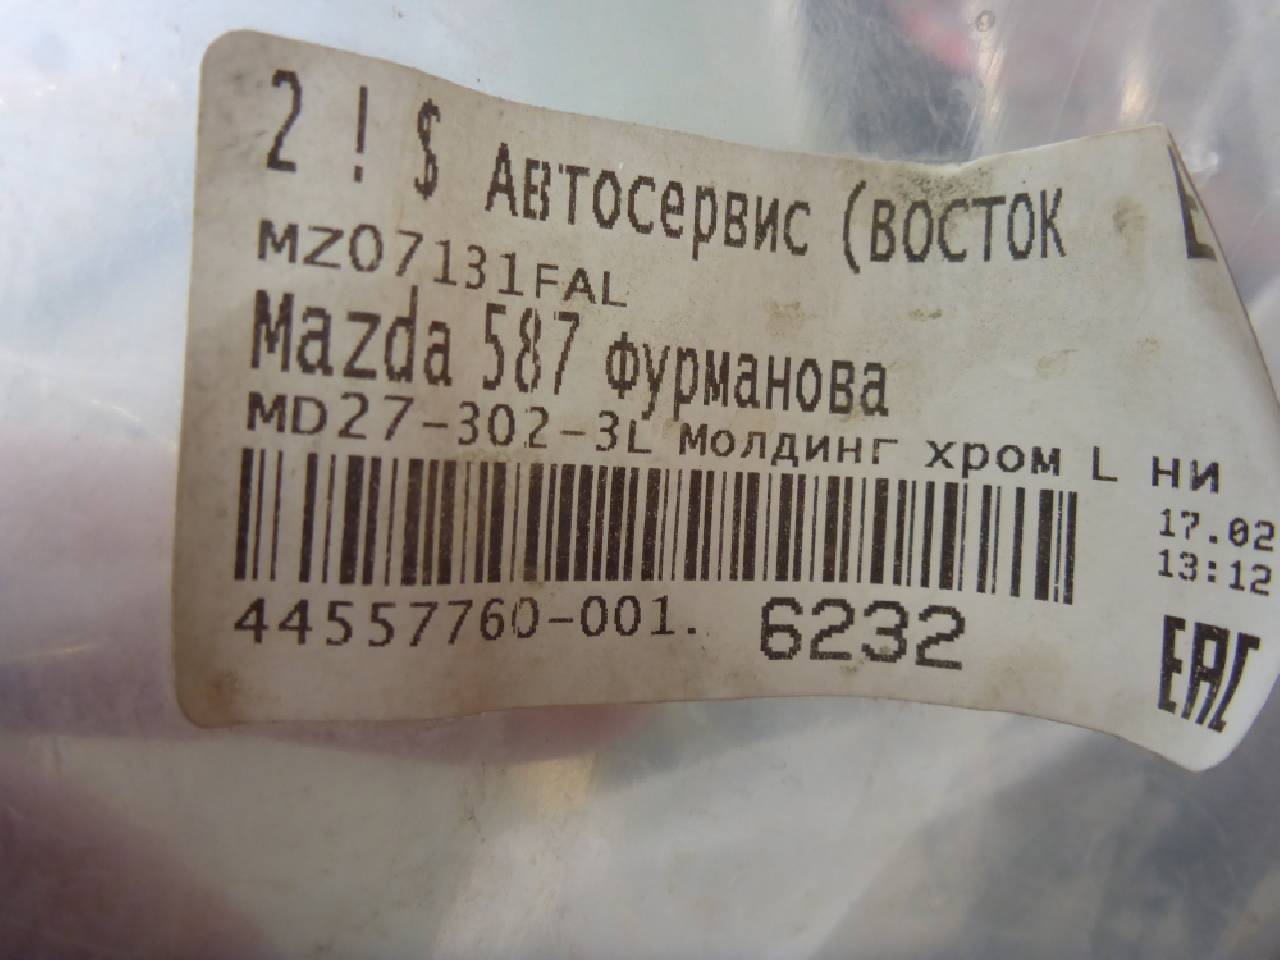 2 ! $ Автосервис (ВОСТОК
MZ07131FAL
Mazda 587 Фурманова
MD27-302-3L Молдинг хром L ни
17.02
13:12
44557760-001. 6232
EAC